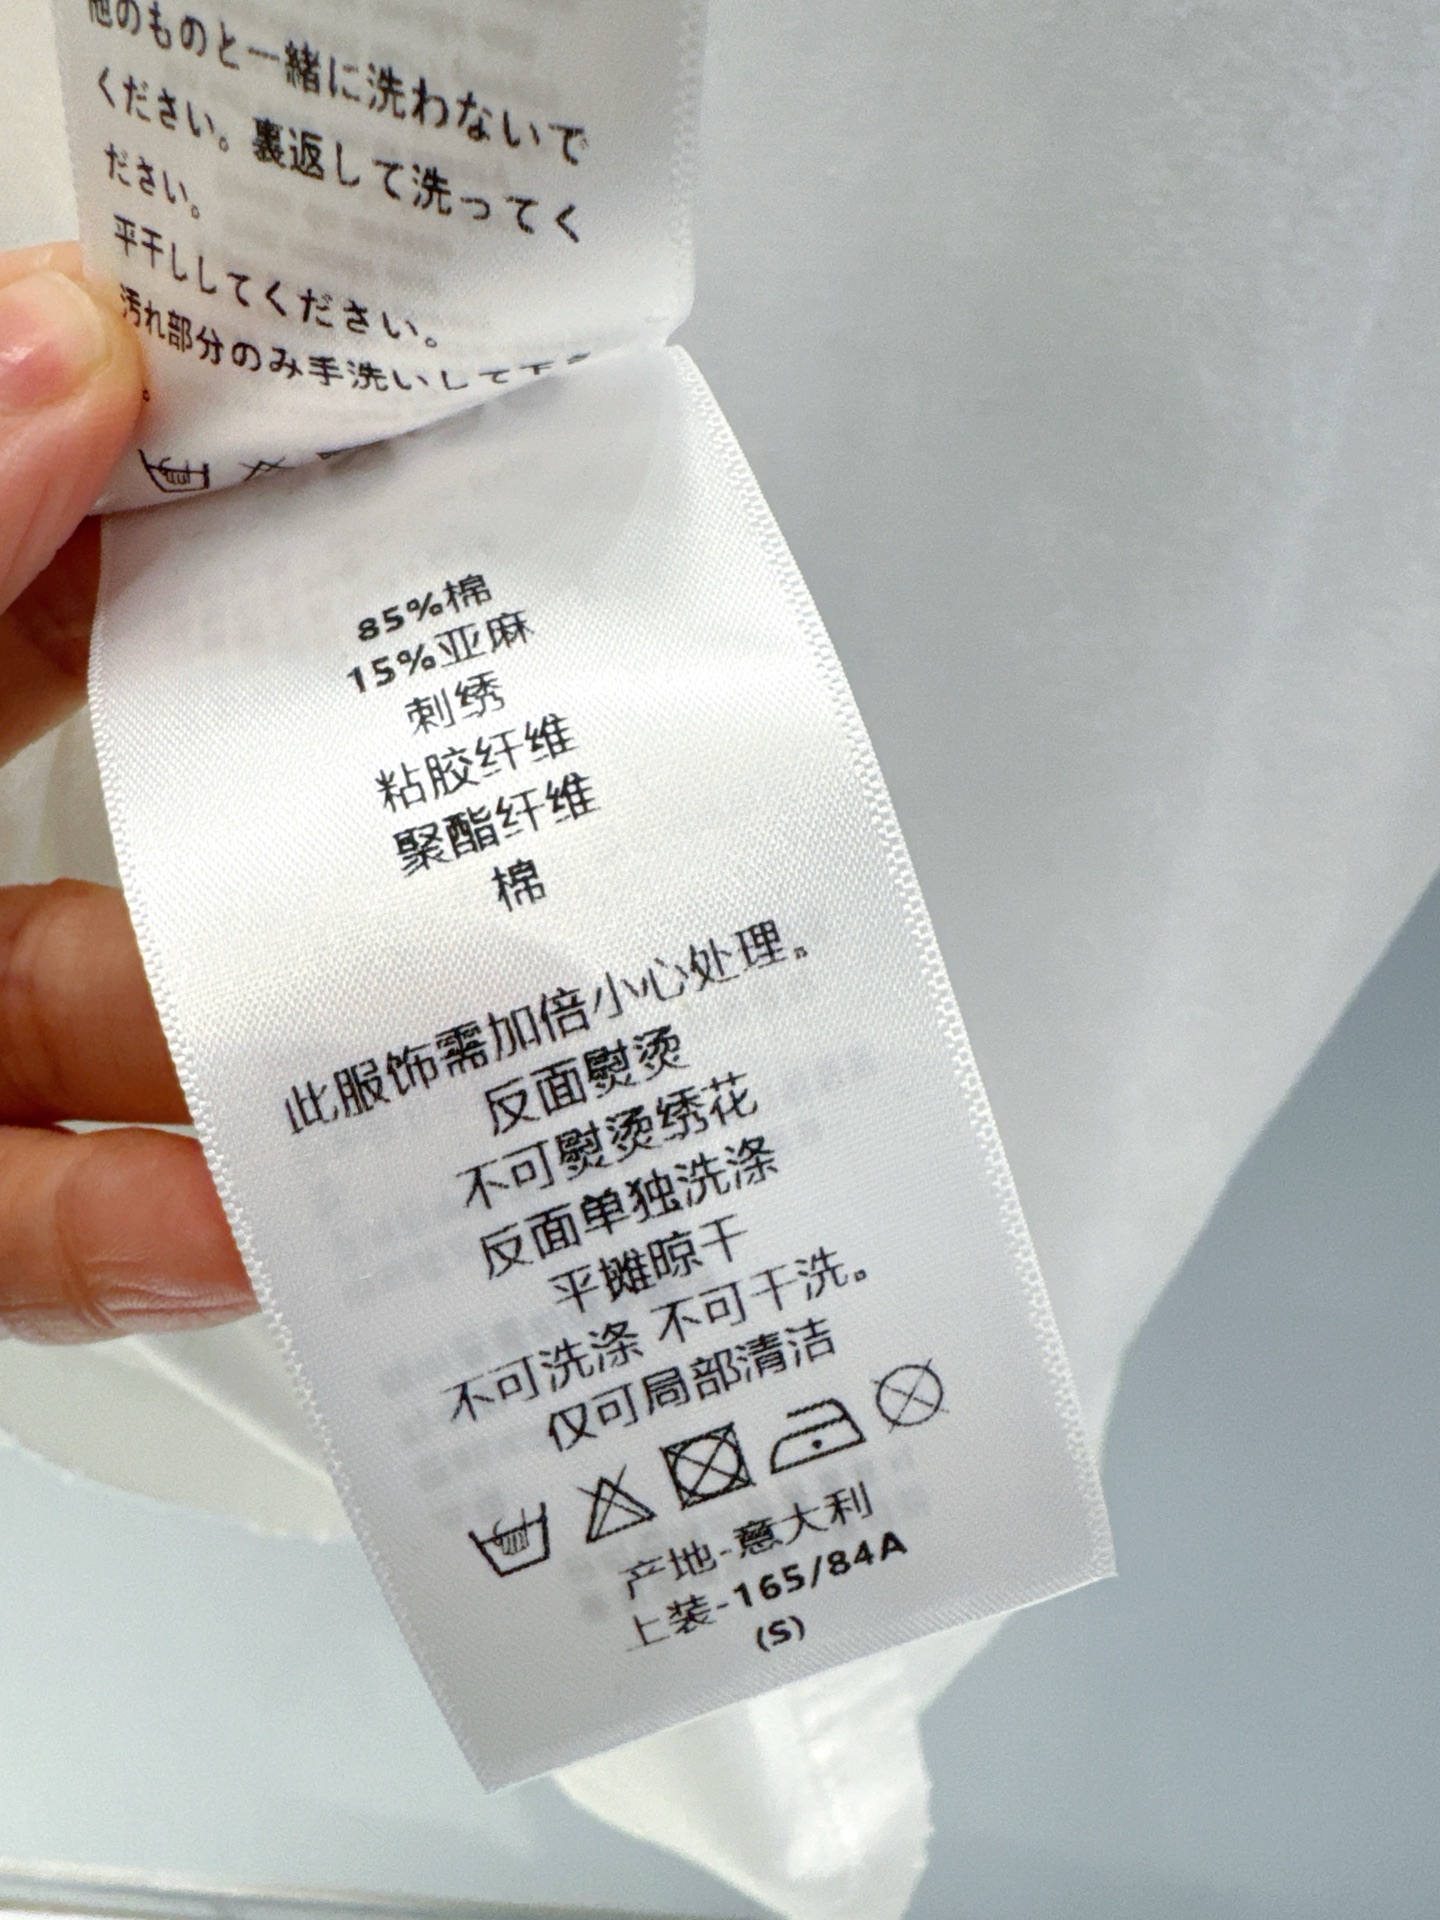 他のものと一緒に洗わないで
ください。裏返して洗ってく
ださい。
平干ししてください。
汚れ部分のみ手洗いして下さ
。
85%棉
15%亚麻
刺绣
粘胶纤维
聚酯纤维
棉
此服饰需加倍小心处理。
反面熨烫
不可熨烫绣花
反面单独洗涤
平摊晾干
不可洗涤 不可干洗。
仅可局部清洁
产地-意大利
上装-165/84A
(S)